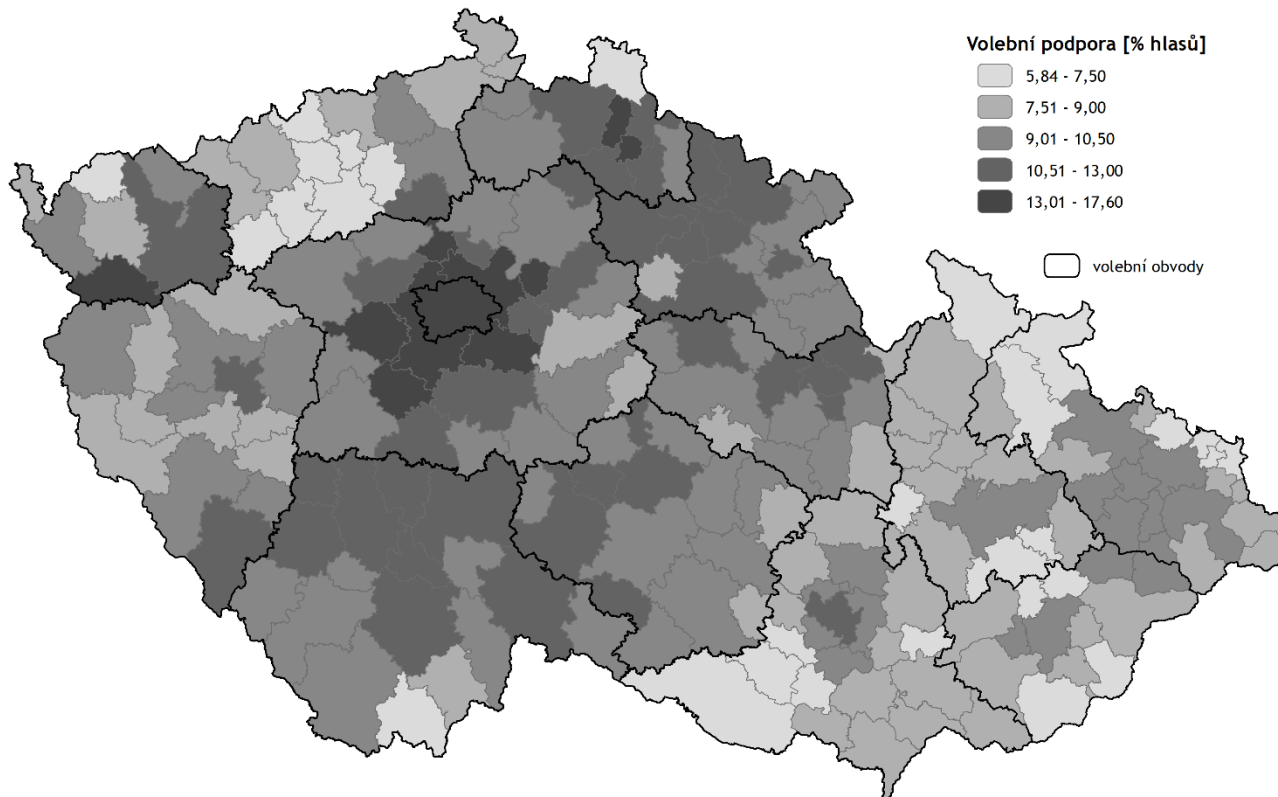 Volební podpora [% hlasů]
5,84 - 7,50
7,51 - 9,00
9,01 - 10,50
10,51 - 13,00
13,01 - 17,60
volební obvody